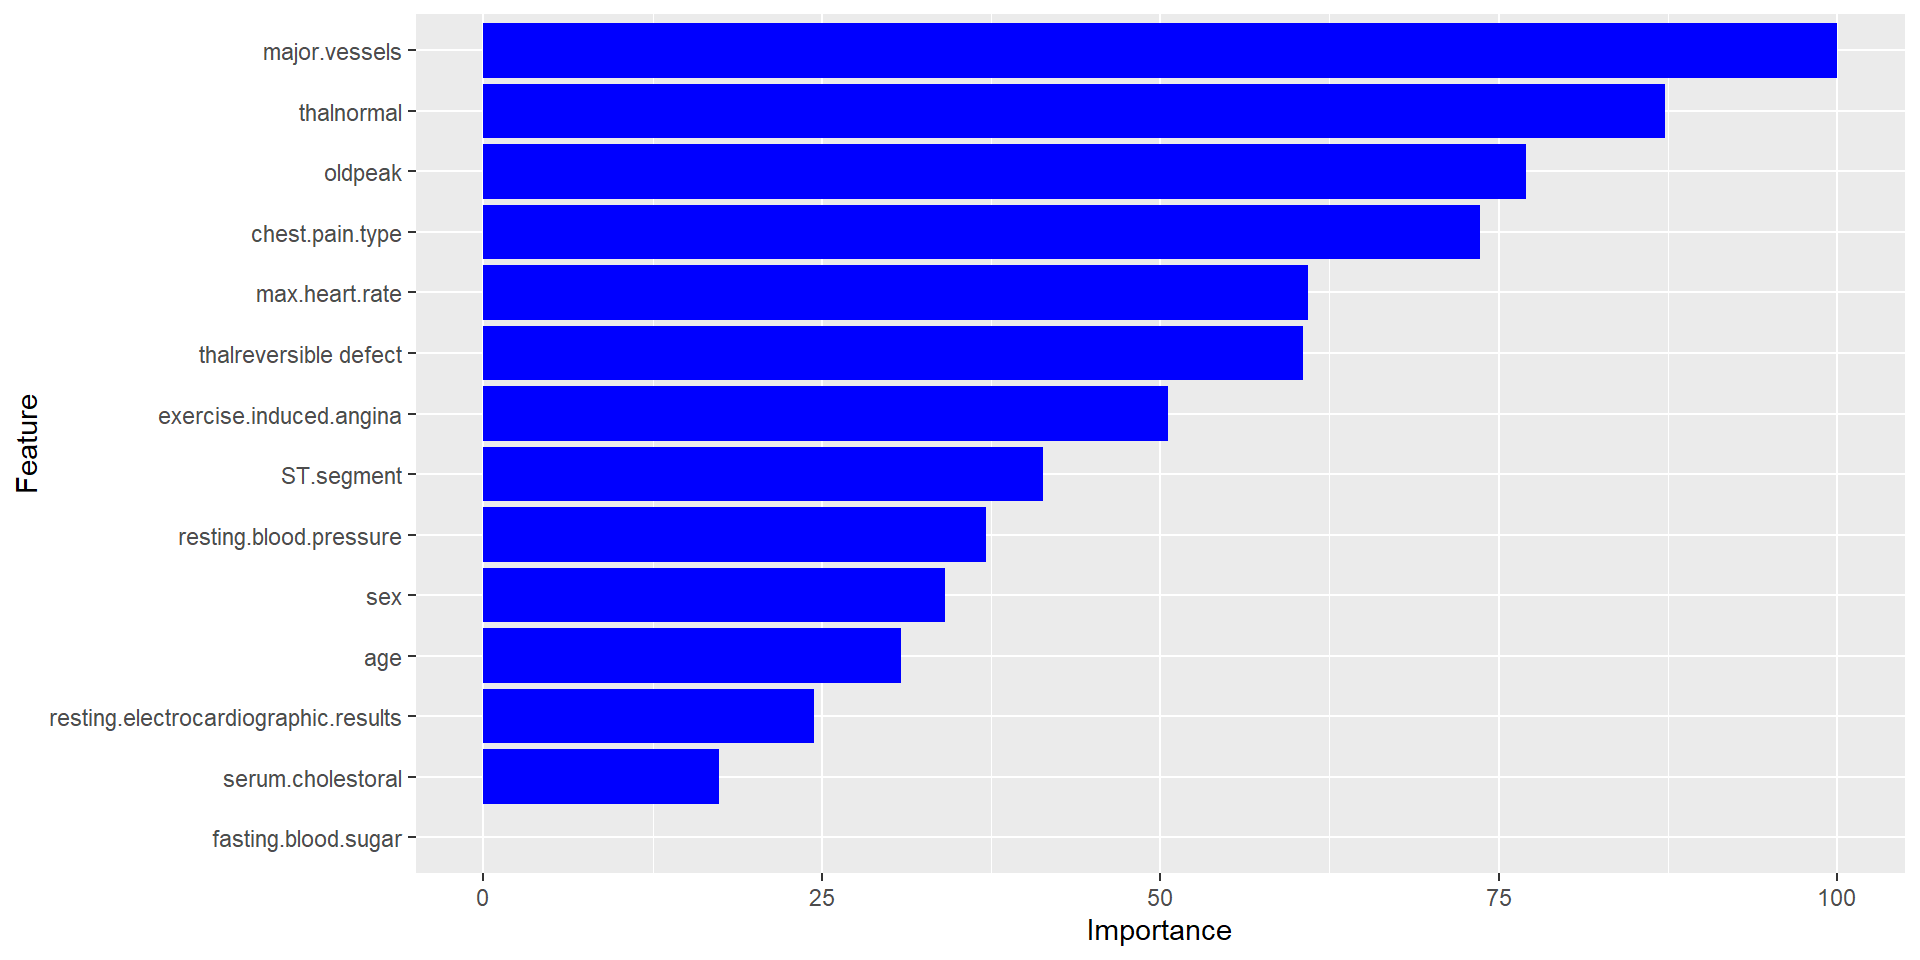 major.vessels
thalnormal
oldpeak
chest.pain.type
max.heart.rate
thalreversible defect
exercise.induced.angina
ST.segment
resting.blood.pressure
sex
age
resting.electrocardiographic.results
serum.cholestoral
fasting.blood.sugar
Feature
0 25 50 75 100
Importance